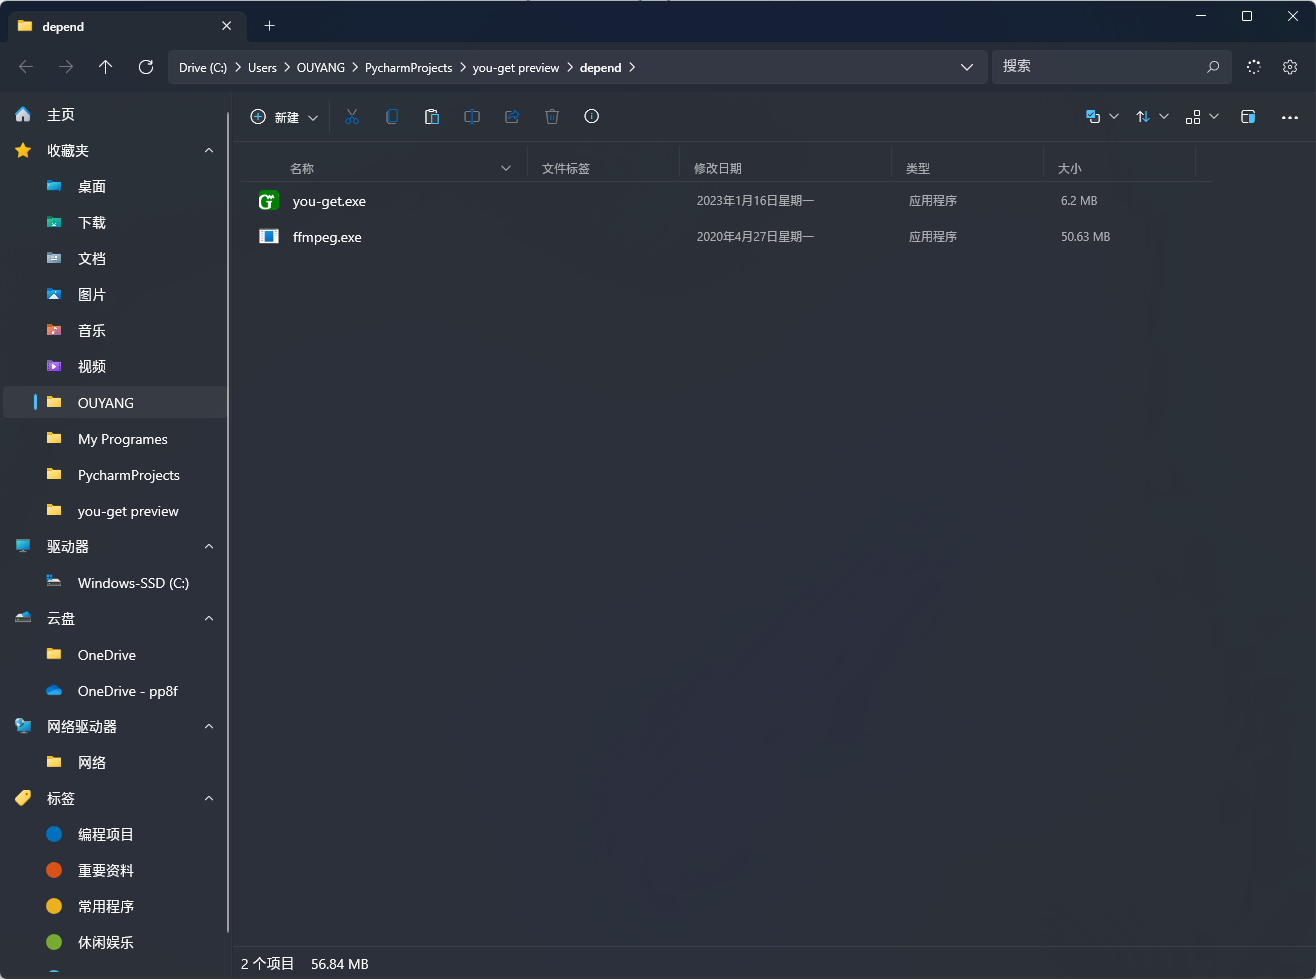 depend
Drive (C:) Users OUYANG PycharmProjects you-get preview depend
搜索
主页
收藏夹
桌面
下载
文档
图片
音乐
视频
OUYANG
My Programes
PycharmProjects
you-get preview
驱动器
Windows-SSD (C:)
云盘
OneDrive
OneDrive - pp8f
网络驱动器
网络
标签
编程项目
重要资料
常用程序
休闲娱乐
新建
名称 文件标签 修改日期 类型 大小
you-get.exe 2023年1月16日星期一 应用程序 6.2 MB
ffmpeg.exe 2020年4月27日星期一 应用程序 50.63 MB
2 个项目 56.84 MB